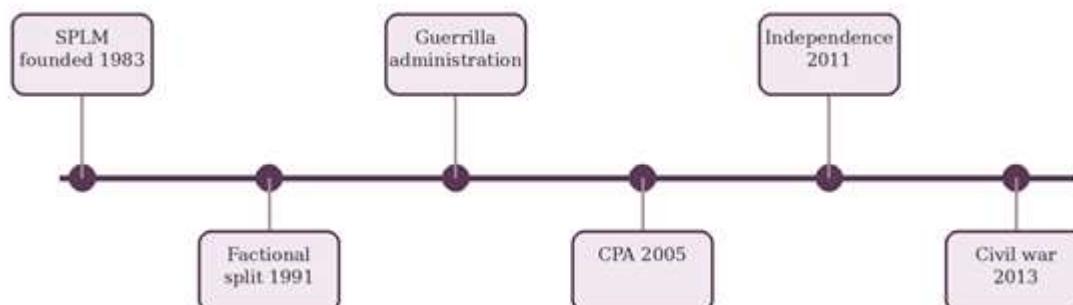 SPLM
founded 1983
Factional
split 1991
Guerrilla
administration
CPA 2005
Independence
2011
Civil war
2013